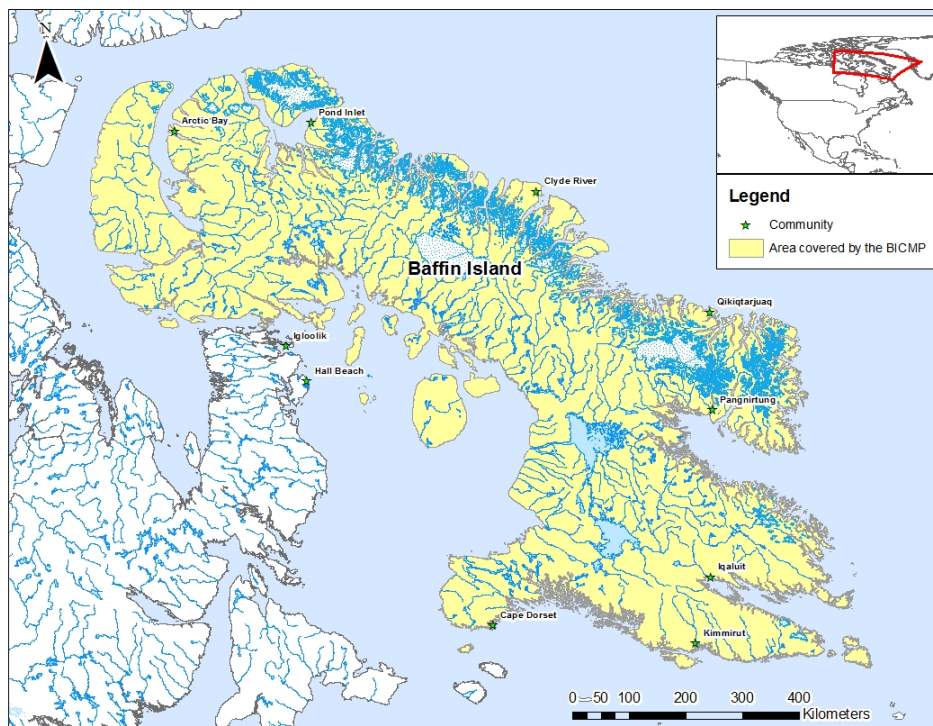 N
Arctic Bay
Pond Inlet
Clyde River
Baffin Island
Qikiqtarjuaq
Igloolik
Hall Beach
Pangnirtung
Iqaluit
Cape Dorset
Kimmirut
Legend
Community
Area covered by the BICMP
0 50 100 200 300 400
Kilometers